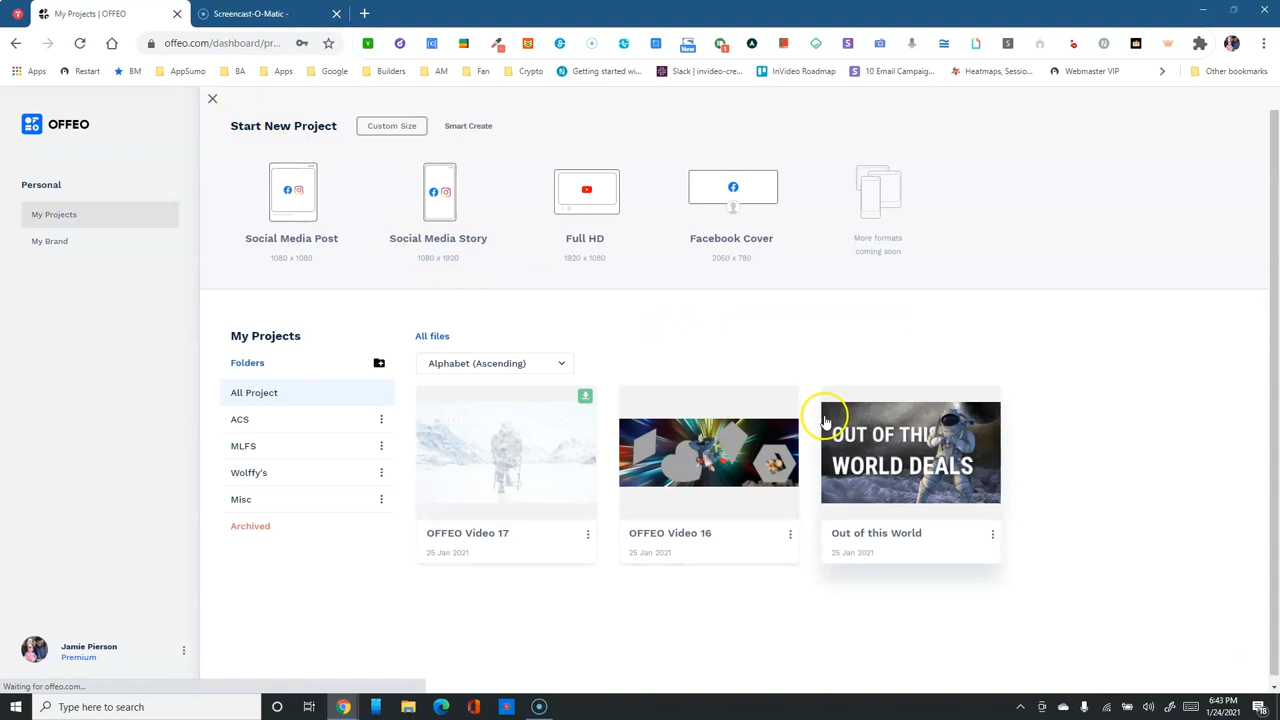 My Projects | OFFEO
Screencast-O-Matic -
offeo.com/dashboard/pr...
New
Apps
Restart
BM
AppSumo
BA
Apps
Google
Builders
AM
Fan
Crypto
Getting started wi...
Slack | invideo-cre...
InVideo Roadmap
10 Email Campaig...
Heatmaps, Sessio...
Webmaster VIP
Other bookmarks
OFFEO
Personal
My Projects
My Brand
Start New Project
Custom Size
Smart Create
Social Media Post
1080 x 1080
Social Media Story
1080 x 1920
Full HD
1920 x 1080
Facebook Cover
2050 x 780
More formats
coming soon
My Projects
Folders
All Project
ACS
MLFS
Wolffy's
Misc
Archived
All files
Alphabet (Ascending)
OFFEO Video 17
25 Jan 2021
OFFEO Video 16
25 Jan 2021
OUT OF THIS
WORLD DEALS
Out of this World
25 Jan 2021
Jamie Pierson
Premium
Waiting for offeo.com...
Type here to search
6:43 PM
1/24/2021
18